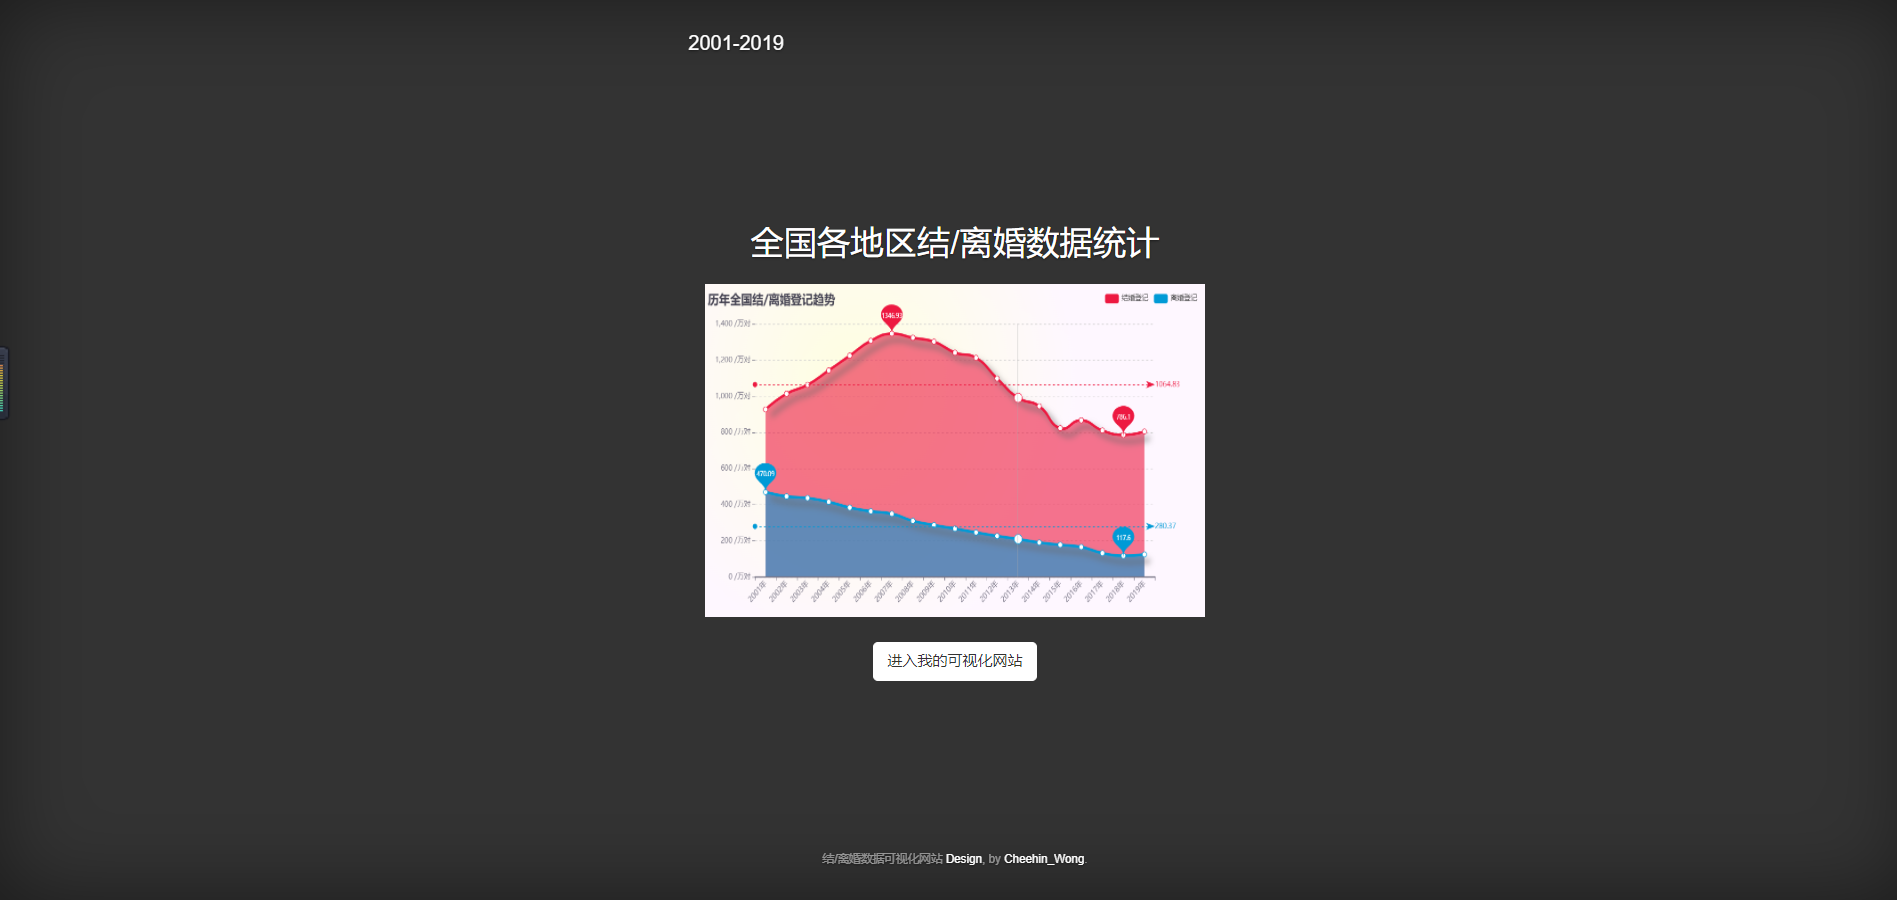 2001-2019
全国各地区结/离婚数据统计
历年全国结/离婚登记趋势
结婚登记 离婚登记
1346.93
1,400 /万对
1,200 /万对
1064.83
1,000 /万对
786.1
800 /万对
600 /万对
470.09
400 /万对
280.37
117.6
200 /万对
0 /万对
2001年 2002年 2003年 2004年 2005年 2006年 2007年 2008年 2009年 2010年 2011年 2012年 2013年 2014年 2015年 2016年 2017年 2018年 2019年
进入我的可视化网站
结/离婚数据可视化网站 Design, by Cheehin_Wong.